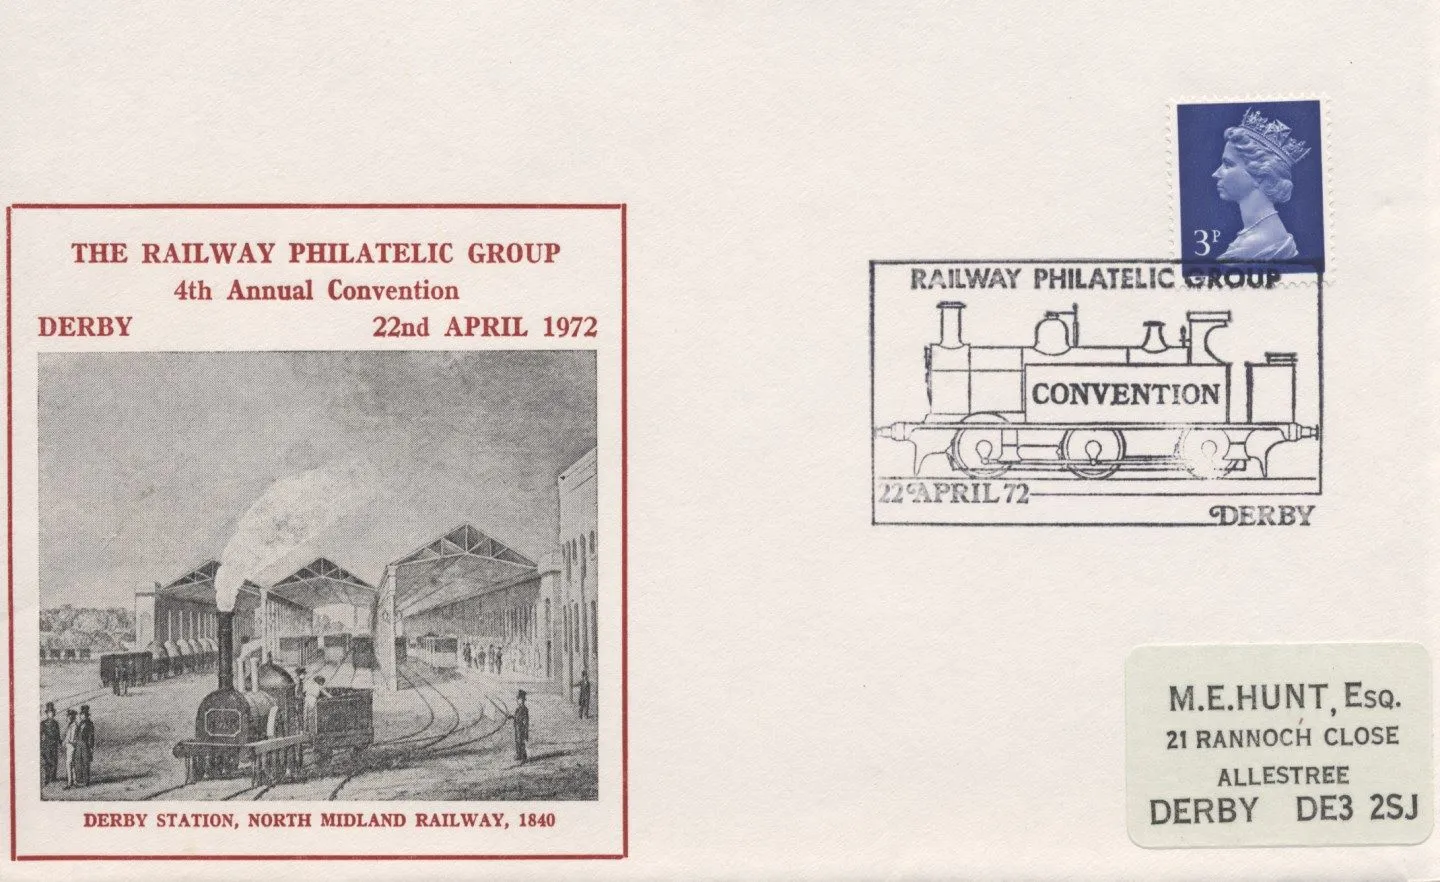 THE RAILWAY PHILATELIC GROUP
4th Annual Convention
DERBY 22nd APRIL 1972
DERBY STATION, NORTH MIDLAND RAILWAY, 1840
3P
RAILWAY PHILATELIC GROUP
CONVENTION
22 APRIL 72
DERBY
M.E.HUNT, Esq.
21 RANNOCH CLOSE
ALLESTREE
DERBY DE3 2SJ